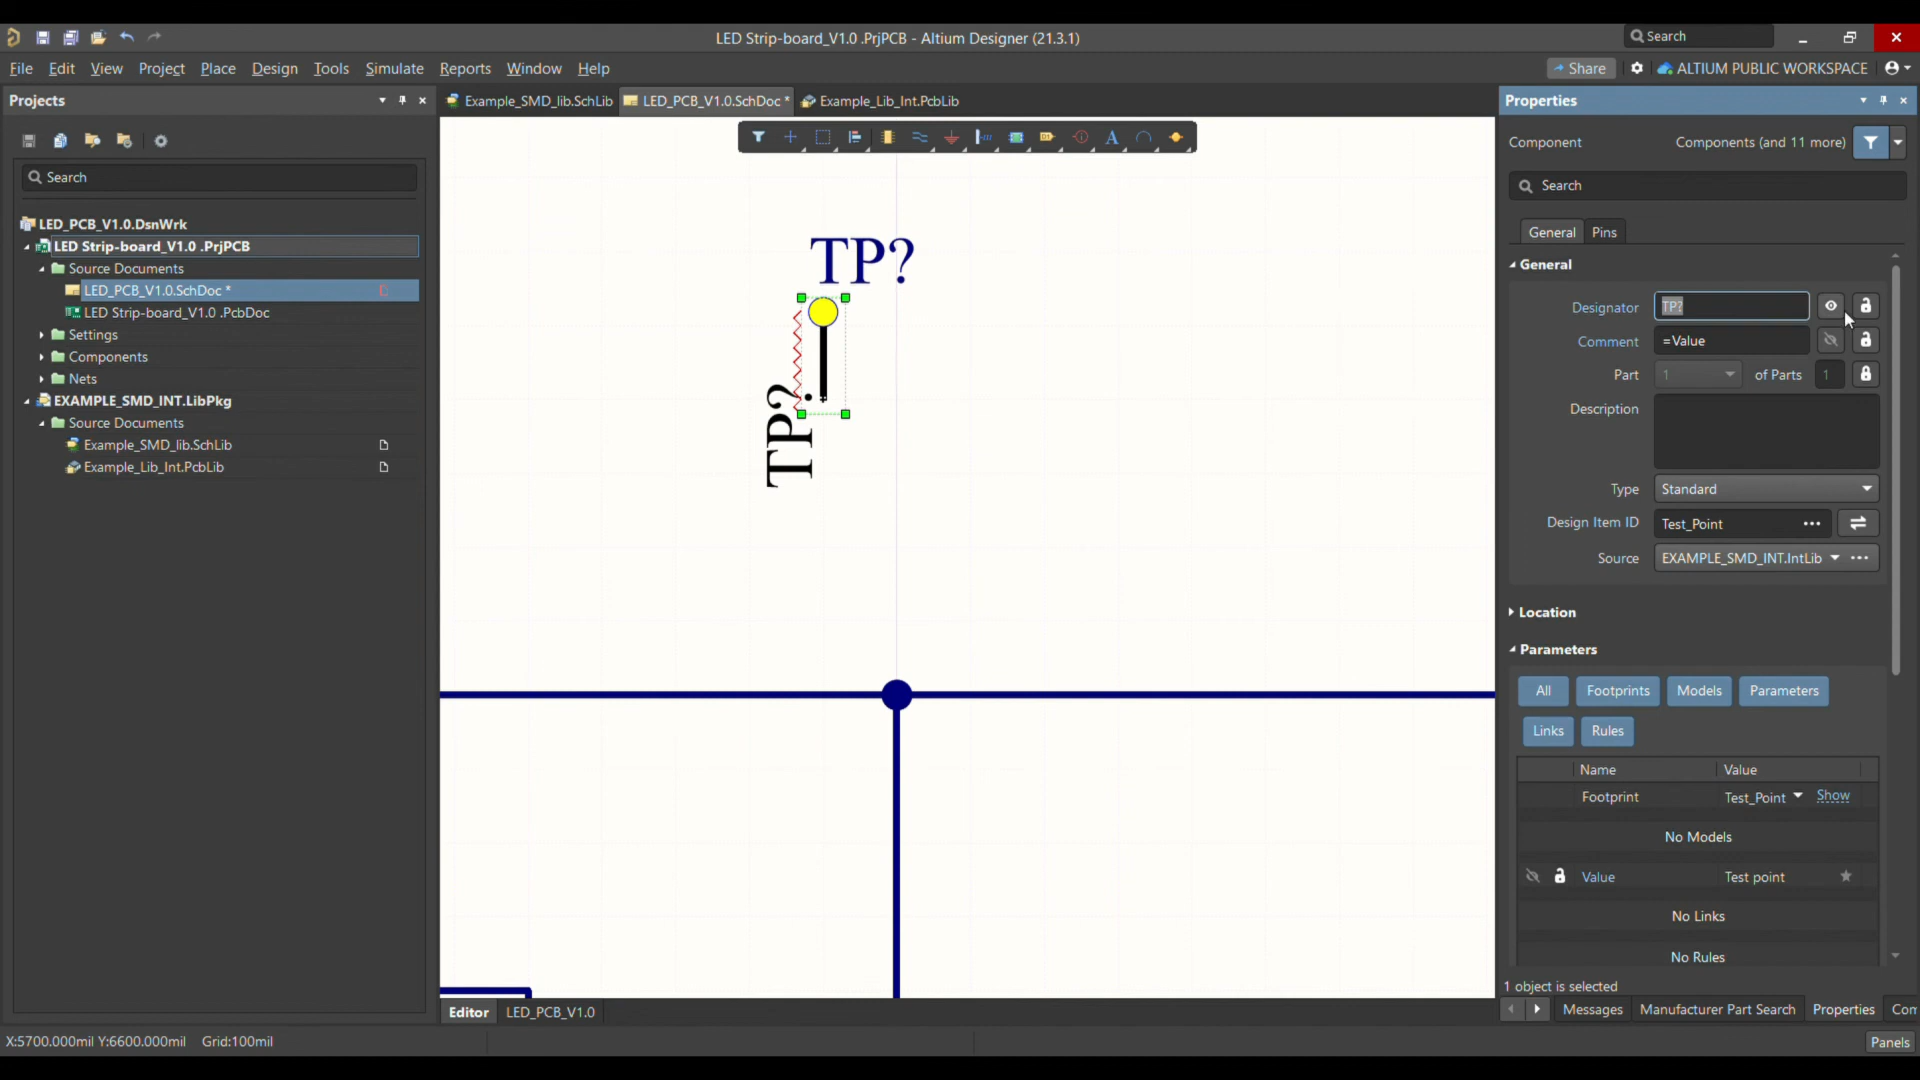 LED Strip-board_V1.0 .PrjPCB - Altium Designer (21.3.1)
Search
File Edit View Project Place Design Tools Simulate Reports Window Help
Share
ALTIUM PUBLIC WORKSPACE
Projects
Example_SMD_lib.SchLib
LED_PCB_V1.0.SchDoc *
Example_Lib_Int.PcbLib
Properties
Component
Components (and 11 more)
Search
Search
LED_PCB_V1.0.DsnWrk
LED Strip-board_V1.0 .PrjPCB
Source Documents
LED_PCB_V1.0.SchDoc *
LED Strip-board_V1.0 .PcbDoc
Settings
Components
Nets
EXAMPLE_SMD_INT.LibPkg
Source Documents
Example_SMD_lib.SchLib
Example_Lib_Int.PcbLib
TP?
TP?
General Pins
General
Designator TP?
Comment =Value
Part 1 of Parts 1
Description
Type Standard
Design Item ID Test_Point
Source EXAMPLE_SMD_INT.IntLib
Location
Parameters
All Footprints Models Parameters
Links Rules
Name Value
Footprint Test_Point Show
No Models
Value Test point
No Links
No Rules
1 object is selected
Editor LED_PCB_V1.0
Messages Manufacturer Part Search Properties Com
X:5700.000mil Y:6600.000mil Grid:100mil
Panels